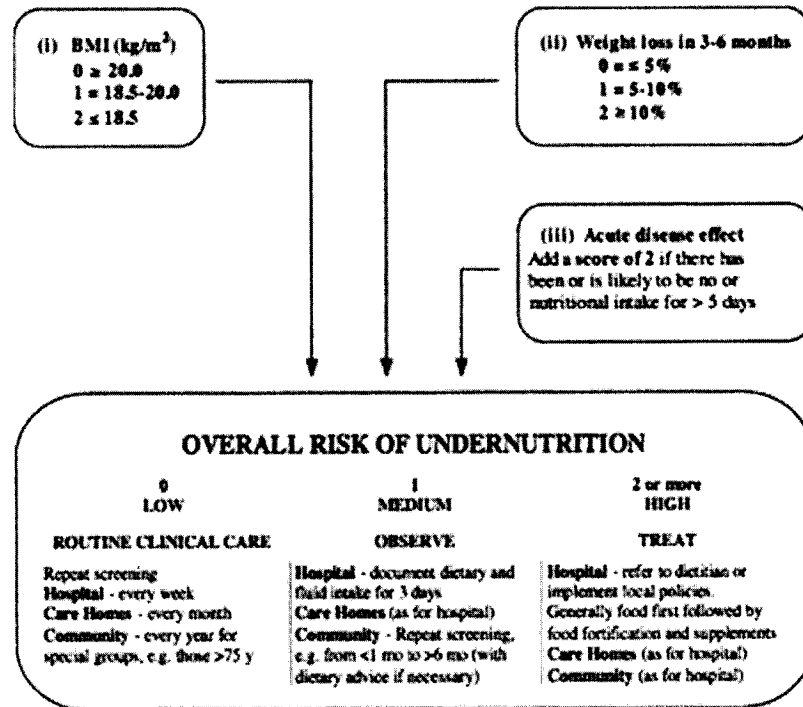 (i) BMI (kg/m²)
0 ≥ 20.0
1 = 18.5-20.0
2 ≤ 18.5
(ii) Weight loss in 3-6 months
0 = ≤ 5%
1 = 5-10%
2 ≥ 10%
(iii) Acute disease effect
Add a score of 2 if there has
been or is likely to be no or
nutritional intake for > 5 days
OVERALL RISK OF UNDERNUTRITION
0
LOW
ROUTINE CLINICAL CARE
Repeat screening
Hospital - every week
Care Homes - every month
Community - every year for
special groups, e.g. those >75 y
1
MEDIUM
OBSERVE
Hospital - document dietary and
fluid intake for 3 days
Care Homes (as for hospital)
Community - Repeat screening,
e.g. from <1 mo to >6 mo (with
dietary advice if necessary)
2 or more
HIGH
TREAT
Hospital - refer to dietitian or
implement local policies.
Generally food first followed by
food fortification and supplements
Care Homes (as for hospital)
Community (as for hospital)